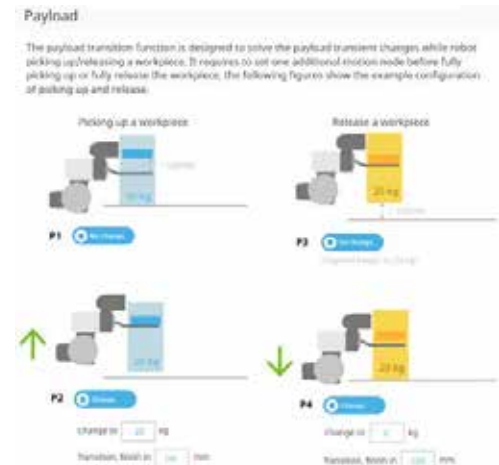 Payload
The payload transition function is designed to solve the payload transient changes while robot
picking up/releasing a workpiece. It requires to set one additional motion node before fully
picking up or fully release the workpiece, the following figures show the example configuration
of picking up and release.
Picking up a workpiece
Release a workpiece
20 kg
20 kg
P1
No Change
P3
No Change
20 kg
20 kg
P2
Change
P4
Change
Change to 20 kg
Change to 0 kg
Transition, finish in mm
Transition, finish in mm